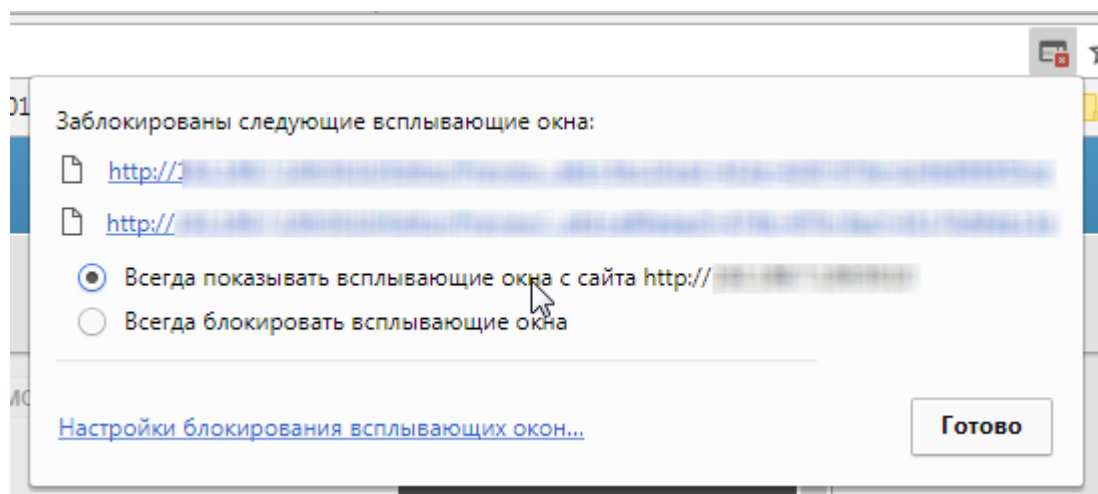 01
Заблокированы следующие всплывающие окна:
http://
http://
Всегда показывать всплывающие окна с сайта http://
Всегда блокировать всплывающие окна
Настройки блокирования всплывающих окон...
Готово